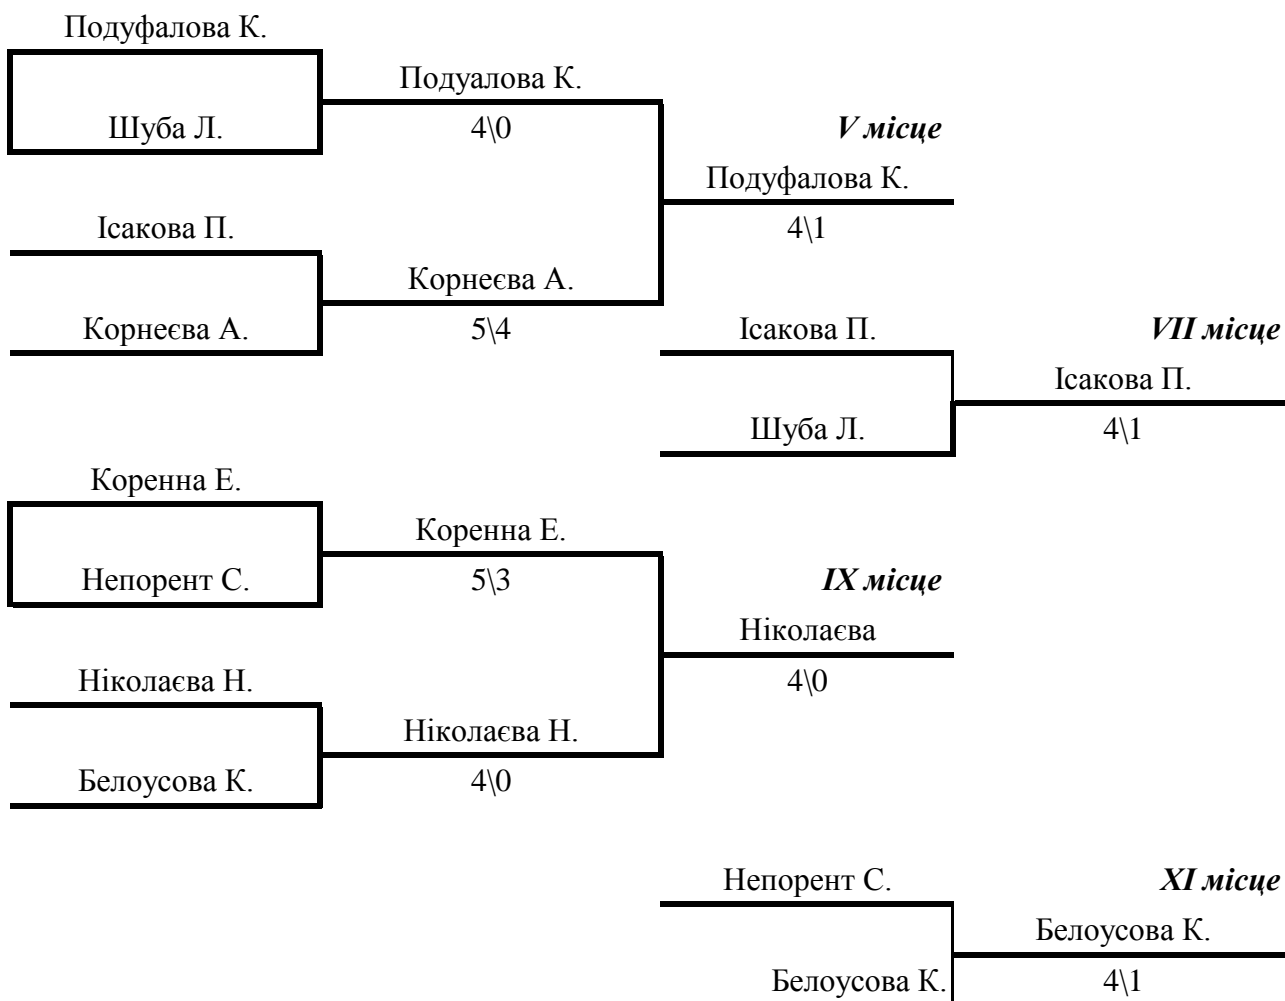 Подуфалова К.
Подуалова К.
Шуба Л.
4\0
V місце
Подуфалова К.
Ісакова П.
4\1
Корнеєва А.
Корнеєва А.
5\4
Ісакова П.
VII місце
Ісакова П.
Шуба Л.
4\1
Коренна Е.
Коренна Е.
Непорент С.
5\3
IX місце
Ніколаєва
Ніколаєва Н.
4\0
Ніколаєва Н.
Белоусова К.
4\0
Непорент С.
XI місце
Белоусова К.
Белоусова К.
4\1